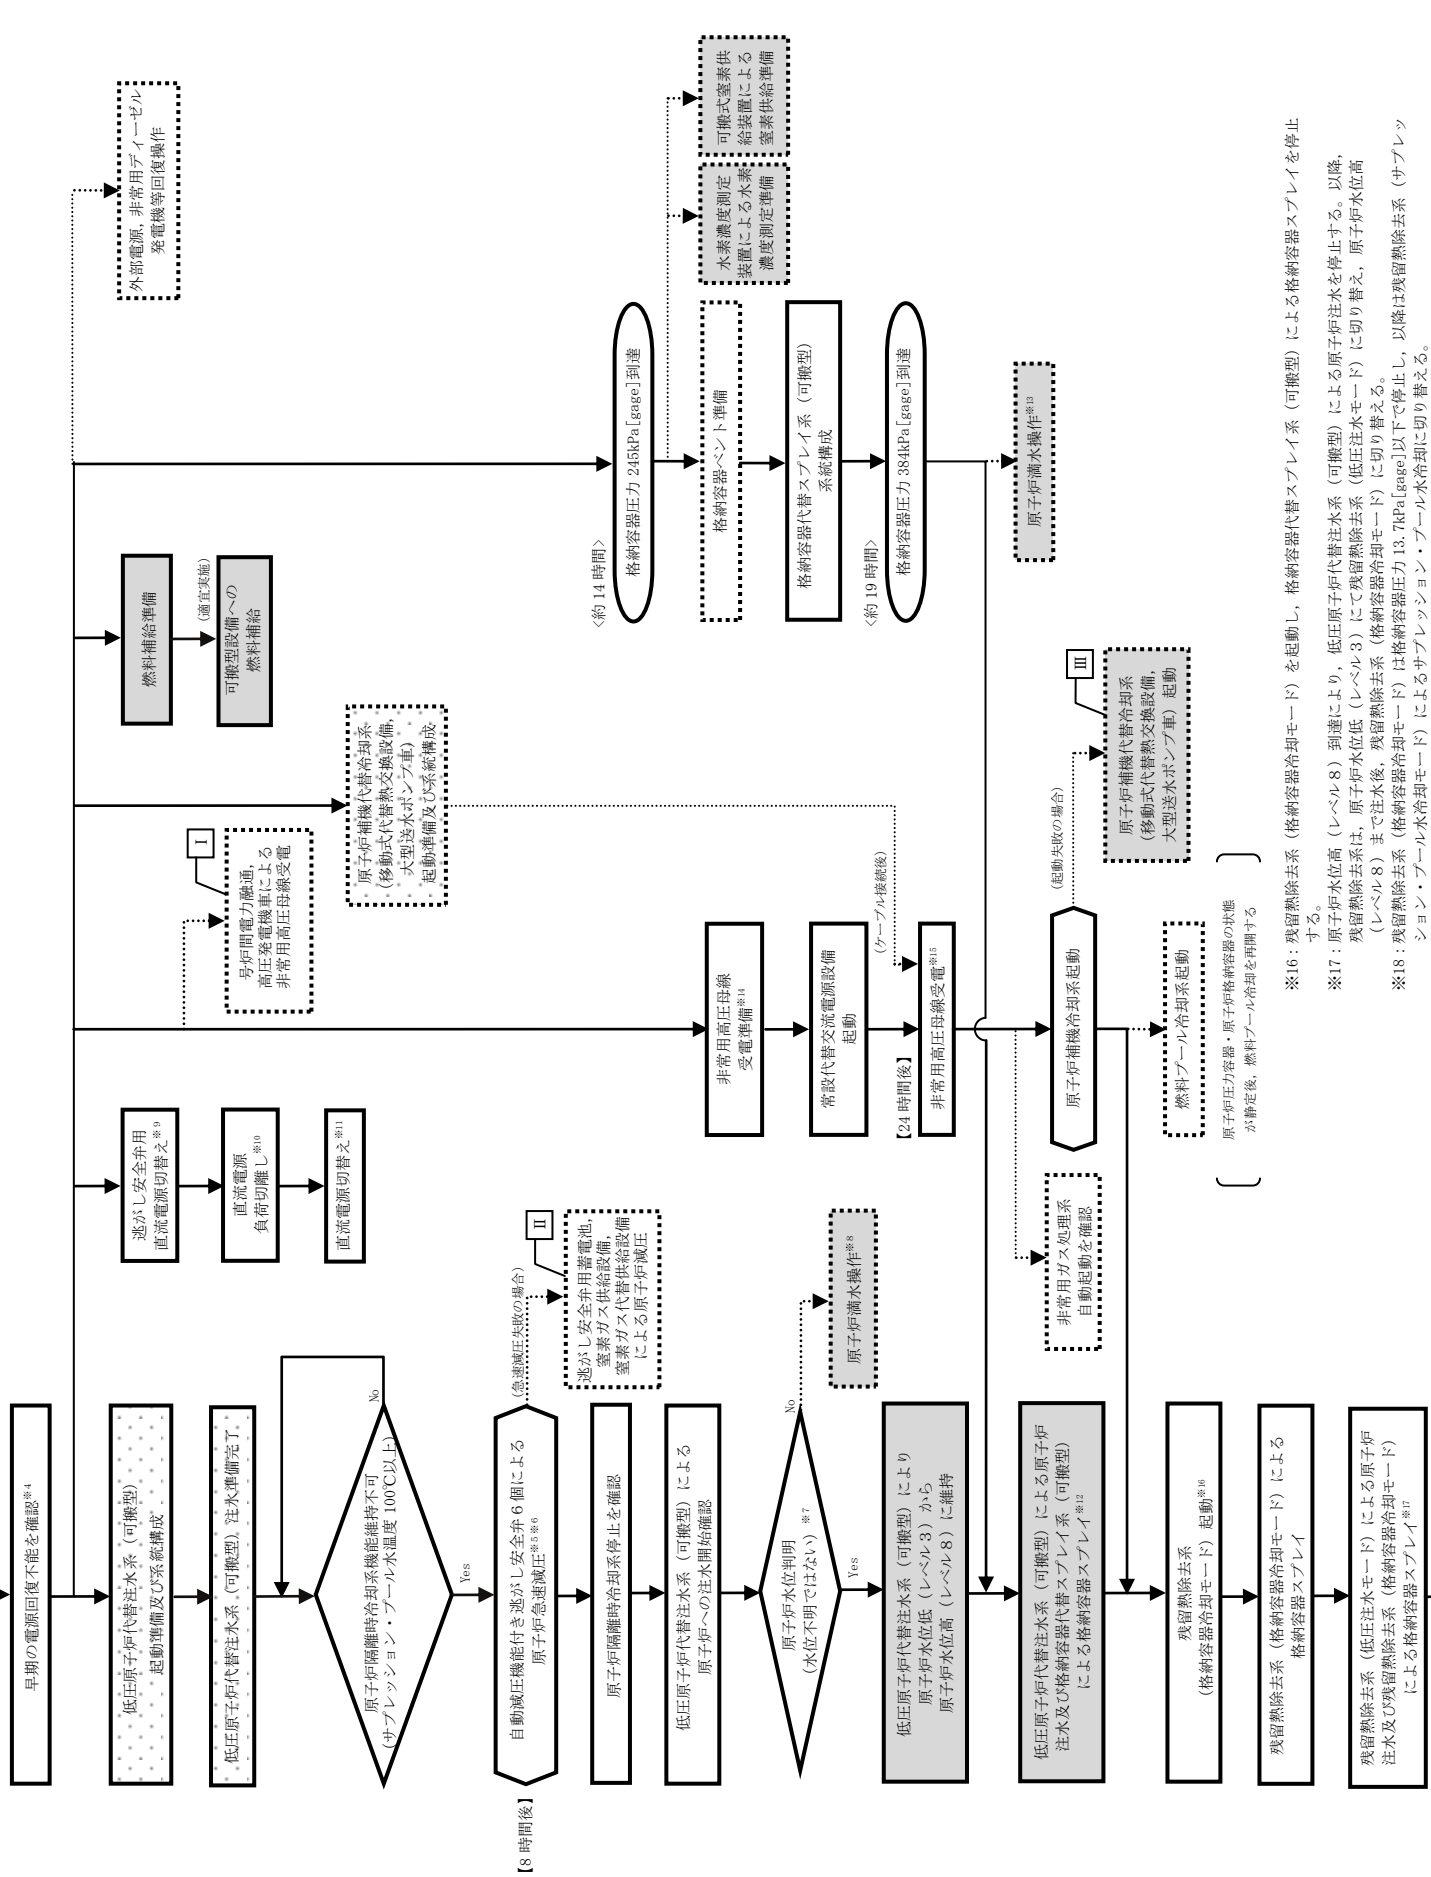 早期の電源回復不能を確認※4
低圧原子炉代替注水系（可搬型）
起動準備及び系統構成
低圧原子炉代替注水系（可搬型）注水準備完了
原子炉隔離時冷却系機能維持不可
（サプレッション・プール水温度 100℃以上）
No
Yes
【8 時間後】
自動減圧機能付き逃がし安全弁６個による
原子炉急速減圧※5※6
（急速減圧失敗の場合）
Ⅱ
逃がし安全弁用蓄電池，
窒素ガス供給設備，
窒素ガス代替供給設備
による原子炉減圧
原子炉隔離時冷却系停止を確認
低圧原子炉代替注水系（可搬型）による
原子炉への注水開始確認
原子炉水位判明
（水位不明ではない）※7
No
Yes
原子炉満水操作※8
低圧原子炉代替注水系（可搬型）により
原子炉水位低（レベル３）から
原子炉水位高（レベル８）に維持
低圧原子炉代替注水系（可搬型）による原子炉
注水及び格納容器代替スプレイ系（可搬型）
による格納容器スプレイ※12
残留熱除去系
（格納容器冷却モード）起動※16
残留熱除去系（格納容器冷却モード）による
格納容器スプレイ
残留熱除去系（低圧注水モード）による原子炉
注水及び残留熱除去系（格納容器冷却モード）
による格納容器スプレイ※17
逃がし安全弁用
直流電源切替え※9
直流電源
負荷切離し※10
直流電源切替え※11
Ⅰ
号炉間電力融通，
高圧発電機車による
非常用高圧母線受電
非常用高圧母線
受電準備※14
常設代替交流電源設備
起動
【24 時間後】
非常用高圧母線受電※15
非常用ガス処理系
自動起動を確認
原子炉補機冷却系起動
（起動失敗の場合）
Ⅲ
原子炉補機代替冷却系
（移動式代替熱交換設備，
大型送水ポンプ車）起動
燃料プール冷却系起動
原子炉圧力容器・原子炉格納容器の状態
が静定後，燃料プール冷却を再開する
原子炉補機代替冷却系
（移動式代替熱交換設備，
大型送水ポンプ車）
起動準備及び系統構成
（ケーブル接続後）
燃料補給準備
（適宜実施）
可搬型設備への
燃料補給
<約 14 時間>
格納容器圧力 245kPa[gage]到達
格納容器ベント準備
格納容器代替スプレイ系（可搬型）
系統構成
<約 19 時間>
格納容器圧力 384kPa[gage]到達
原子炉満水操作※13
水素濃度測定
装置による水素
濃度測定準備
可搬式窒素供
給装置による
窒素供給準備
外部電源，非常用ディーゼル
発電機等回復操作
※16：残留熱除去系（格納容器冷却モード）を起動し，格納容器代替スプレイ系（可搬型）による格納容器スプレイを停止
する。
※17：原子炉水位高（レベル８）到達により，低圧原子炉代替注水系（可搬型）による原子炉注水を停止する。以降，
残留熱除去系は，原子炉水位低（レベル３）にて残留熱除去系（低圧注水モード）に切り替え，原子炉水位高
（レベル８）まで注水後，残留熱除去系（格納容器冷却モード）に切り替える。
※18：残留熱除去系（格納容器冷却モード）は格納容器圧力 13.7kPa[gage]以下で停止し，以降は残留熱除去系（サプレッ
ション・プール水冷却モード）によるサプレッション・プール水冷却に切り替える。